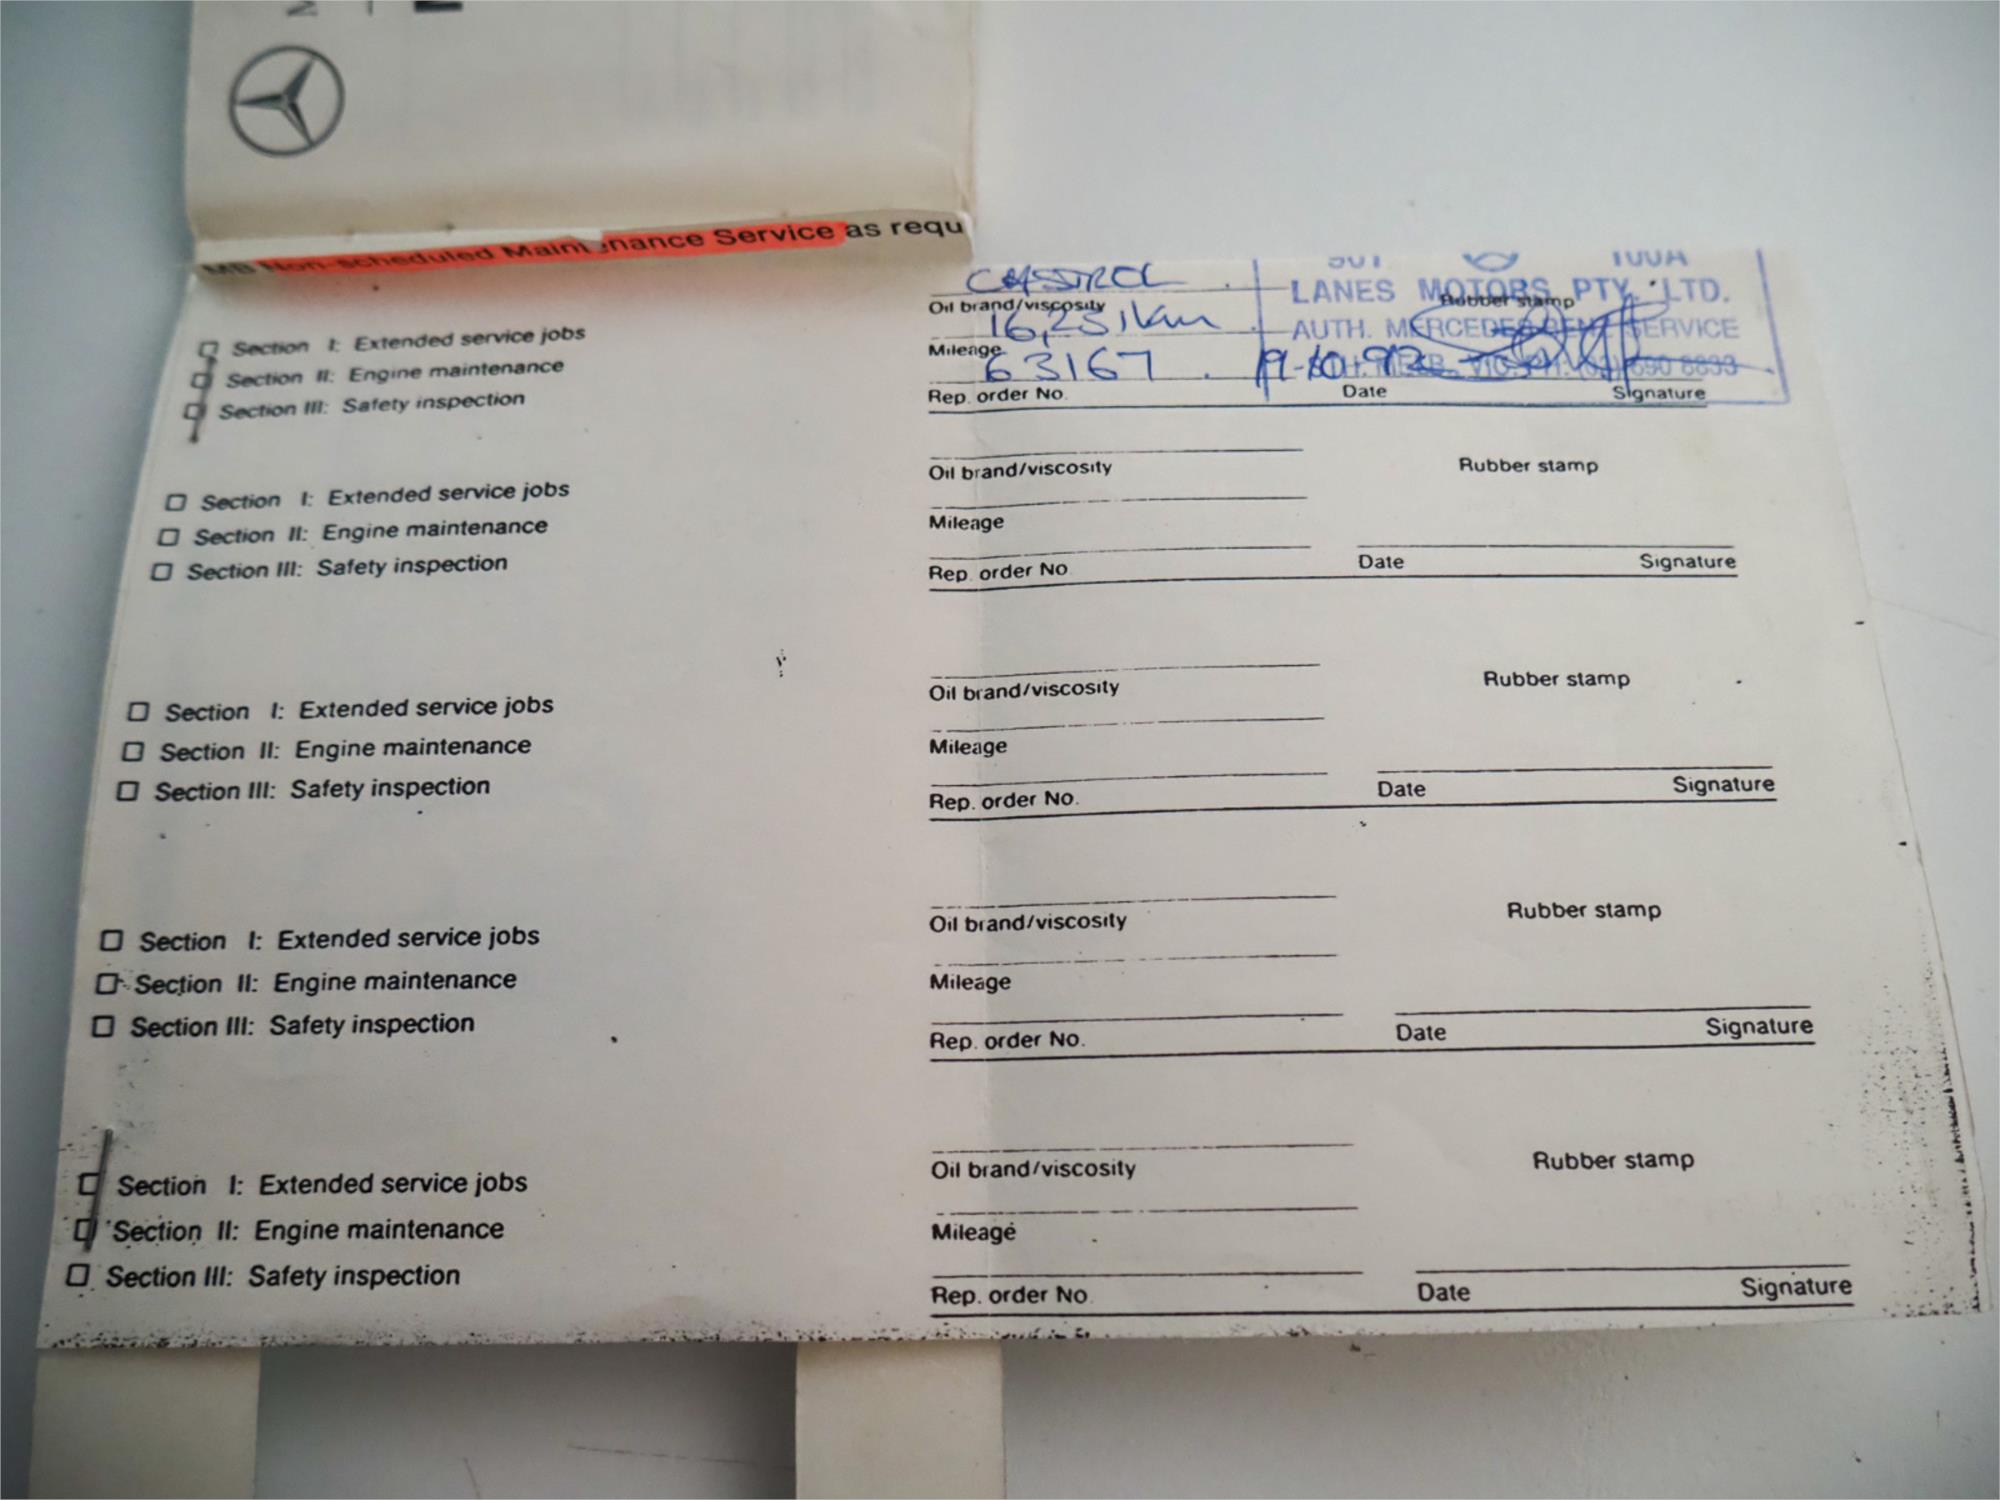 MB Non-scheduled Maintenance Service as requ
CASTROL
Oil brand/viscosity
16,251km
Mileage
63167
Rep. order No.
LANES MOTORS PTY. LTD.
Rubber stamp
AUTH. MERCEDES BENZ SERVICE
19-10.92
Date
Signature
Section I: Extended service jobs
Section II: Engine maintenance
Section III: Safety inspection
Section I: Extended service jobs
Section II: Engine maintenance
Section III: Safety inspection
Oil brand/viscosity
Rubber stamp
Mileage
Rep. order No
Date
Signature
Section I: Extended service jobs
Section II: Engine maintenance
Section III: Safety inspection
Oil brand/viscosity
Rubber stamp
Mileage
Rep. order No.
Date
Signature
Section I: Extended service jobs
Section II: Engine maintenance
Section III: Safety inspection
Oil brand/viscosity
Rubber stamp
Mileage
Rep. order No.
Date
Signature
Section I: Extended service jobs
Section II: Engine maintenance
Section III: Safety inspection
Oil brand/viscosity
Rubber stamp
Mileage
Rep. order No
Date
Signature